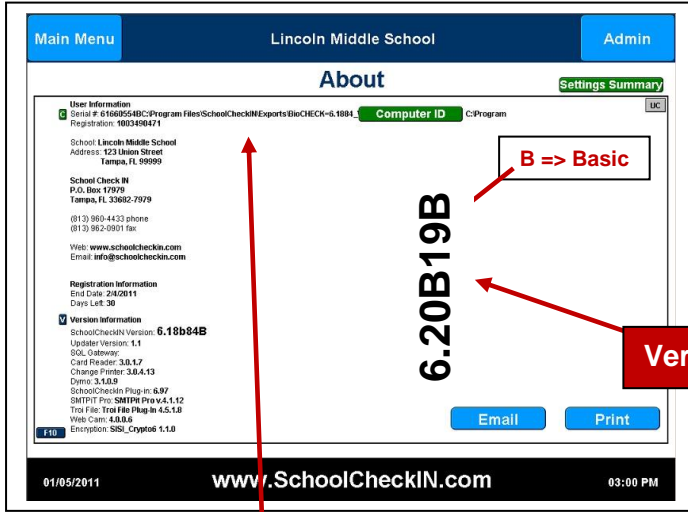 Main Menu
Lincoln Middle School
Admin
About
Settings Summary
User Information
C
Serial #: 61660554BC:\Program Files\SchoolCheckIN\Exports\BioCHECK=6.1884_
Computer ID
C:\Program
UC
Registration: 1003490471
School: Lincoln Middle School
Address: 123 Union Street
Tampa, FL 99999
B => Basic
School Check IN
P.O. Box 17979
Tampa, FL 33682-7979
(813) 960-4433 phone
(813) 962-0901 fax
Web: www.schoolcheckin.com
Email: info@schoolcheckin.com
6.20B19B
Registration Information
End Date: 2/4/2011
Days Left: 30
V Version Information
SchoolCheckIN Version: 6.18b84B
Updater Version: 1.1
SQL Gateway:
Card Reader: 3.0.1.7
Change Printer: 3.0.4.13
Dymo: 3.1.0.9
SchoolCheckin Plug-in: 6.97
SMTPiT Pro: SMTPit Pro v.4.1.12
Troi File: Troi File Plug-In 4.5.1.8
Web Cam: 4.0.0.6
Encryption: SISI_Crypto6 1.1.0
Ver
F10
Email
Print
01/05/2011
www.SchoolCheckIN.com
03:00 PM